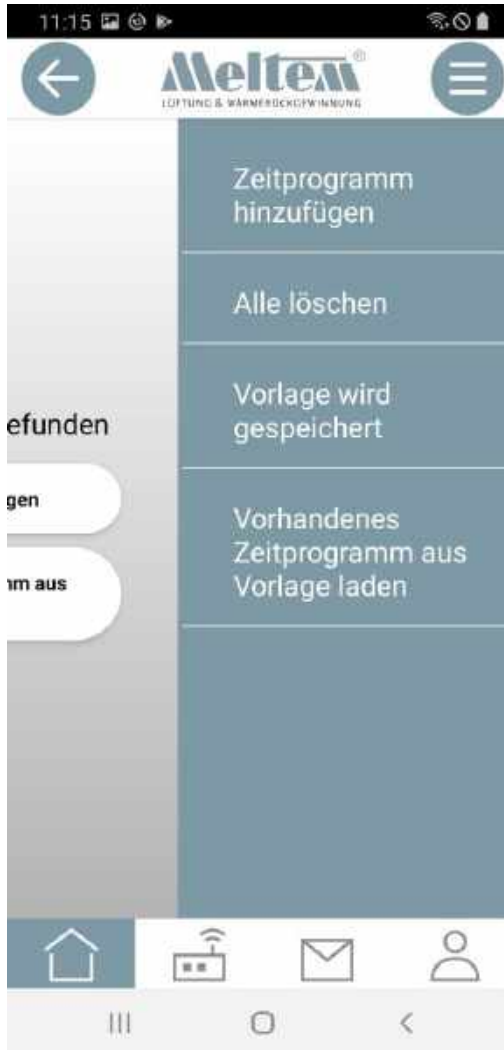 11:15
Meltem®
LÜFTUNG & WÄRMERÜCKGEWINNUNG
Zeitprogramm
hinzufügen
Alle löschen
Vorlage wird
gespeichert
efunden
gen
Vorhandenes
Zeitprogramm aus
Vorlage laden
m aus